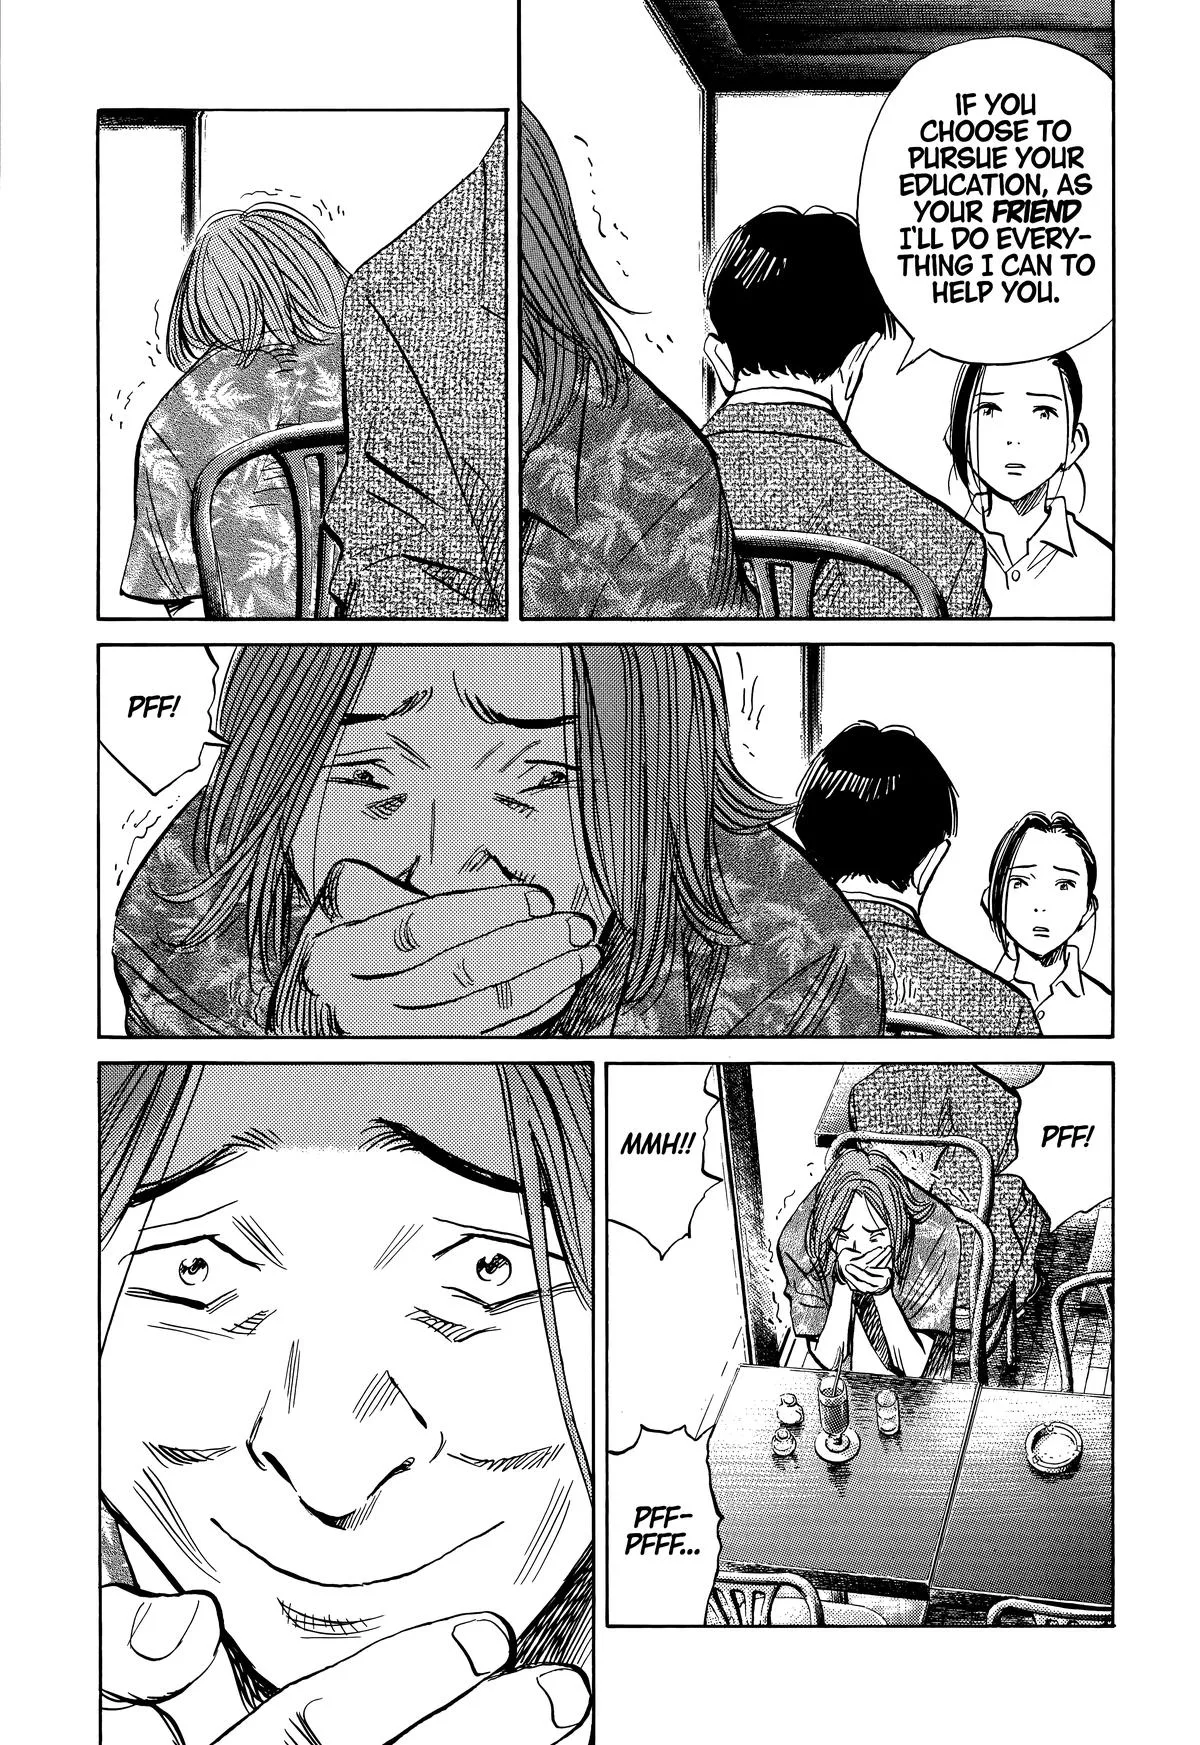 IF YOU
CHOOSE TO
PURSUE YOUR
EDUCATION, AS
YOUR FRIEND
I'LL DO EVERY-
THING I CAN TO
HELP YOU.
PFF!
PFF!
MMH!!
PFF-
PFFF...